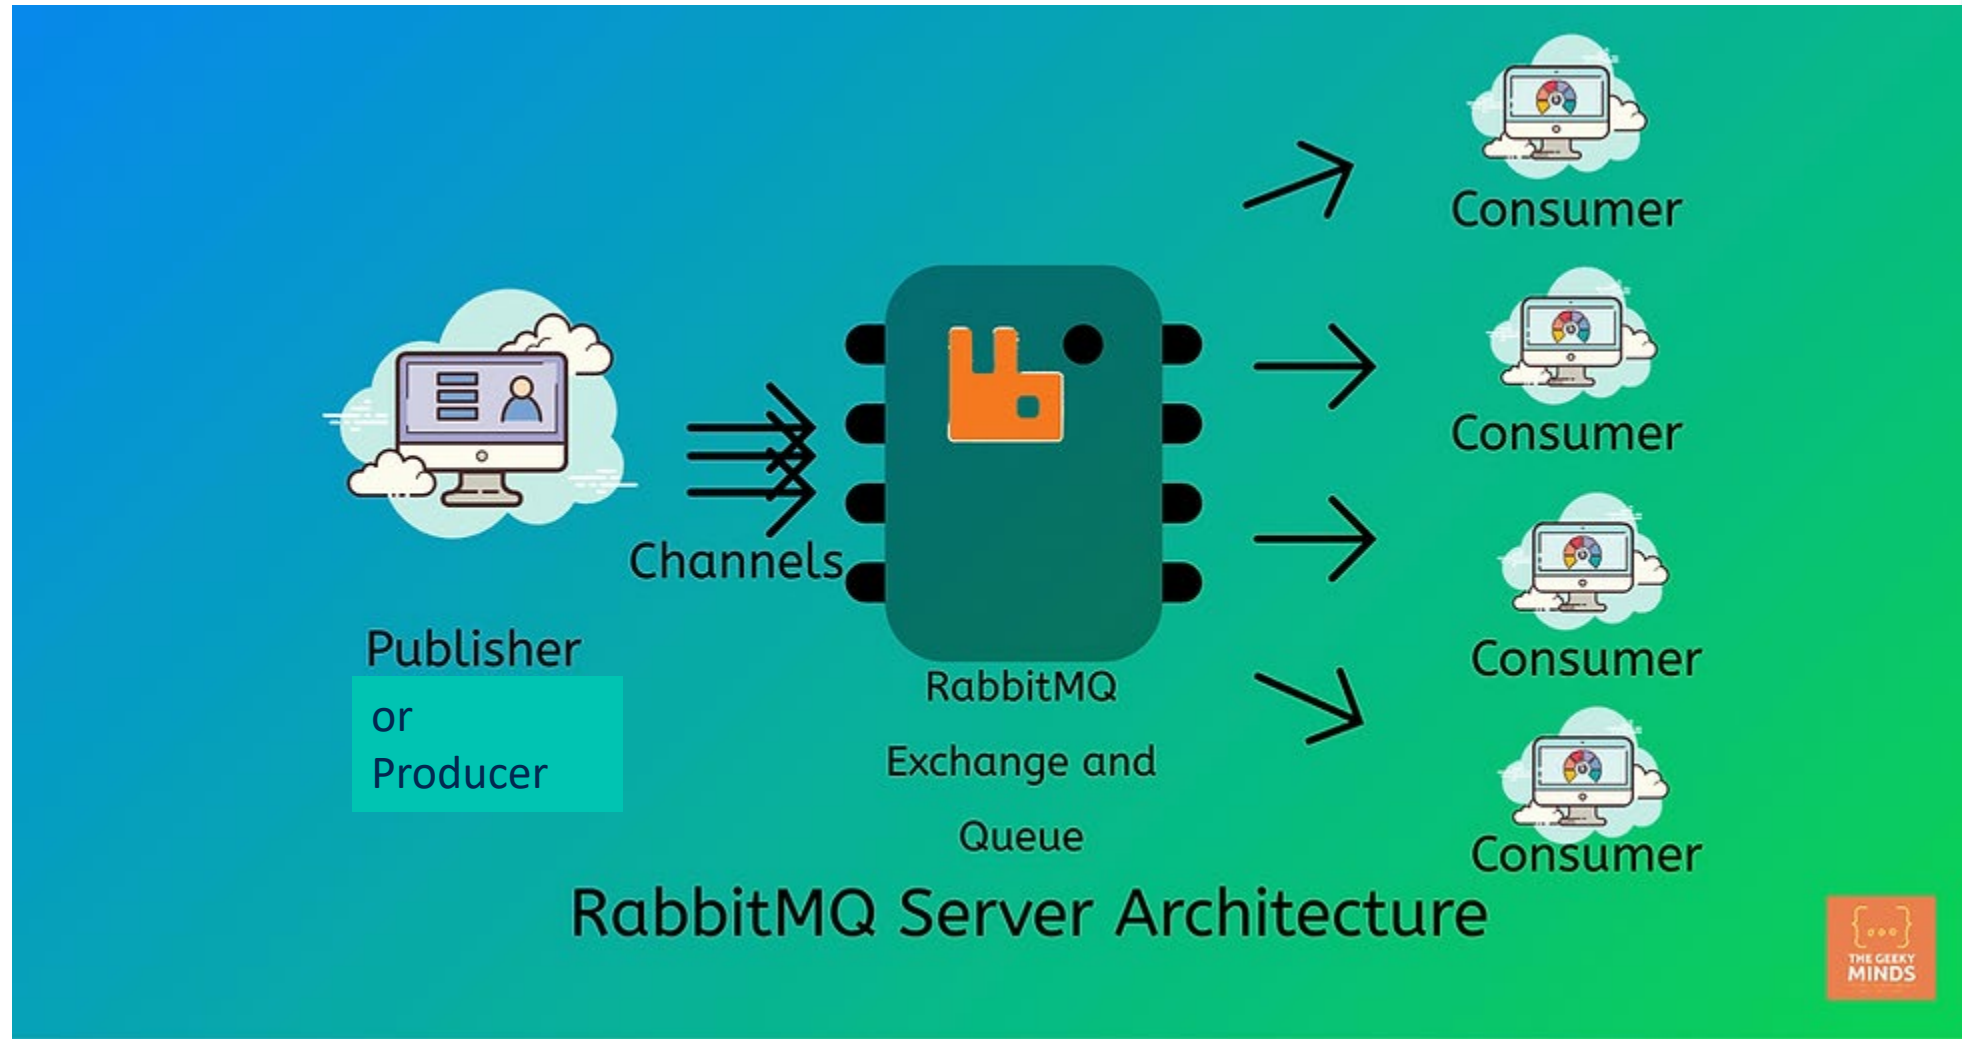 Consumer
Consumer
Channels
Publisher
or
Producer
RabbitMQ
Exchange and
Queue
Consumer
Consumer
RabbitMQ Server Architecture
{...}
THE GEEKY
MINDS